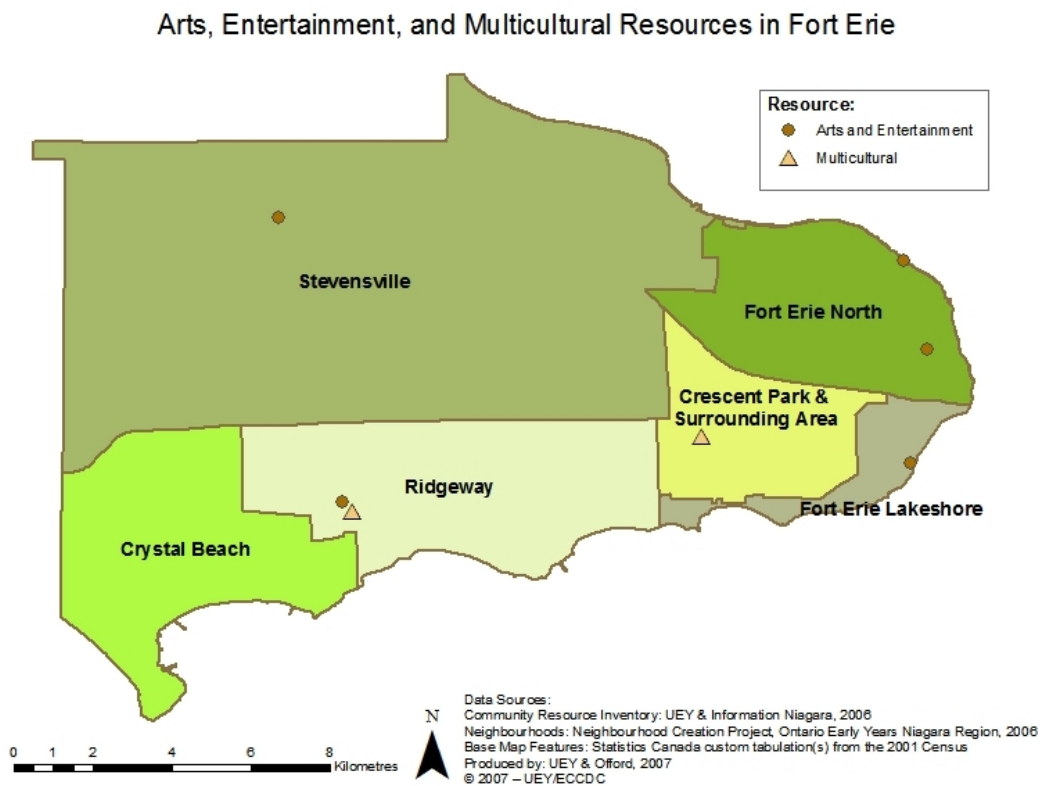 Arts, Entertainment, and Multicultural Resources in Fort Erie
Resource:
Arts and Entertainment
Multicultural
Stevensville
Fort Erie North
Crescent Park &
Surrounding Area
Ridgeway
Fort Erie Lakeshore
Crystal Beach
Data Sources:
Community Resource Inventory: UEY & Information Niagara, 2006
Neighbourhoods: Neighbourhood Creation Project, Ontario Early Years Niagara Region, 2006
Base Map Features: Statistics Canada custom tabulation(s) from the 2001 Census
Produced by: UEY & Offord, 2007
© 2007 – UEY/ECCDC
N
0 1 2 4 6 8
Kilometres